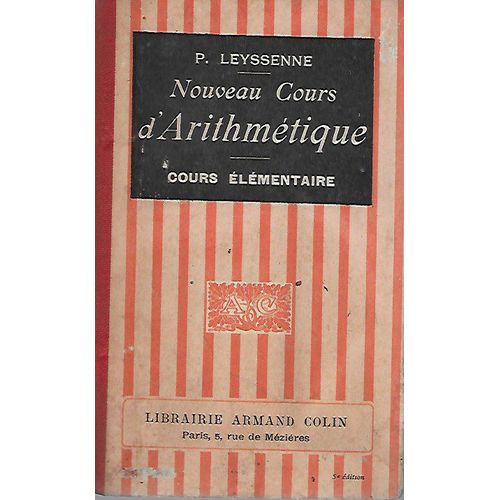 P. LEYSSENNE
Nouveau Cours
d'Arithmétique
COURS ÉLÉMENTAIRE
A&C
LIBRAIRIE ARMAND COLIN
Paris, 5, rue de Mézières
5e édition